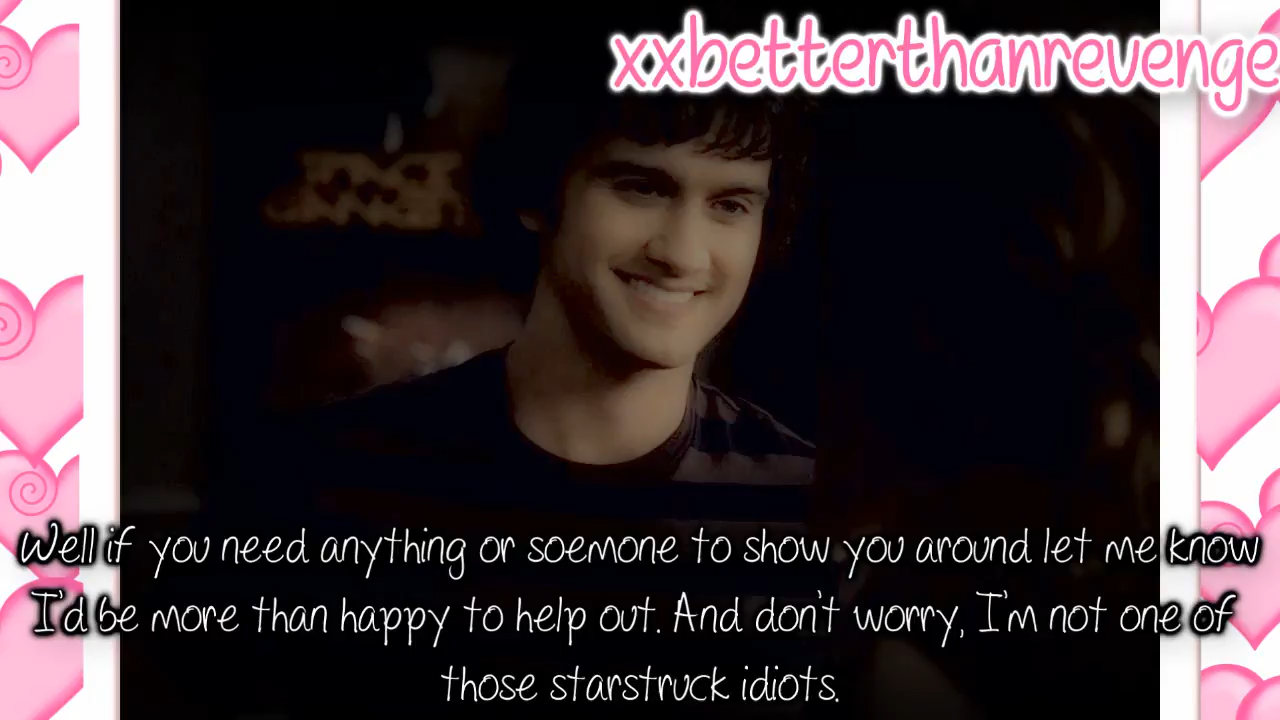 xxbetterthanrevenge
Well if you need anything or soemone to show you around let me know
I'd be more than happy to help out. And don't worry, I'm not one of
those starstruck idiots.